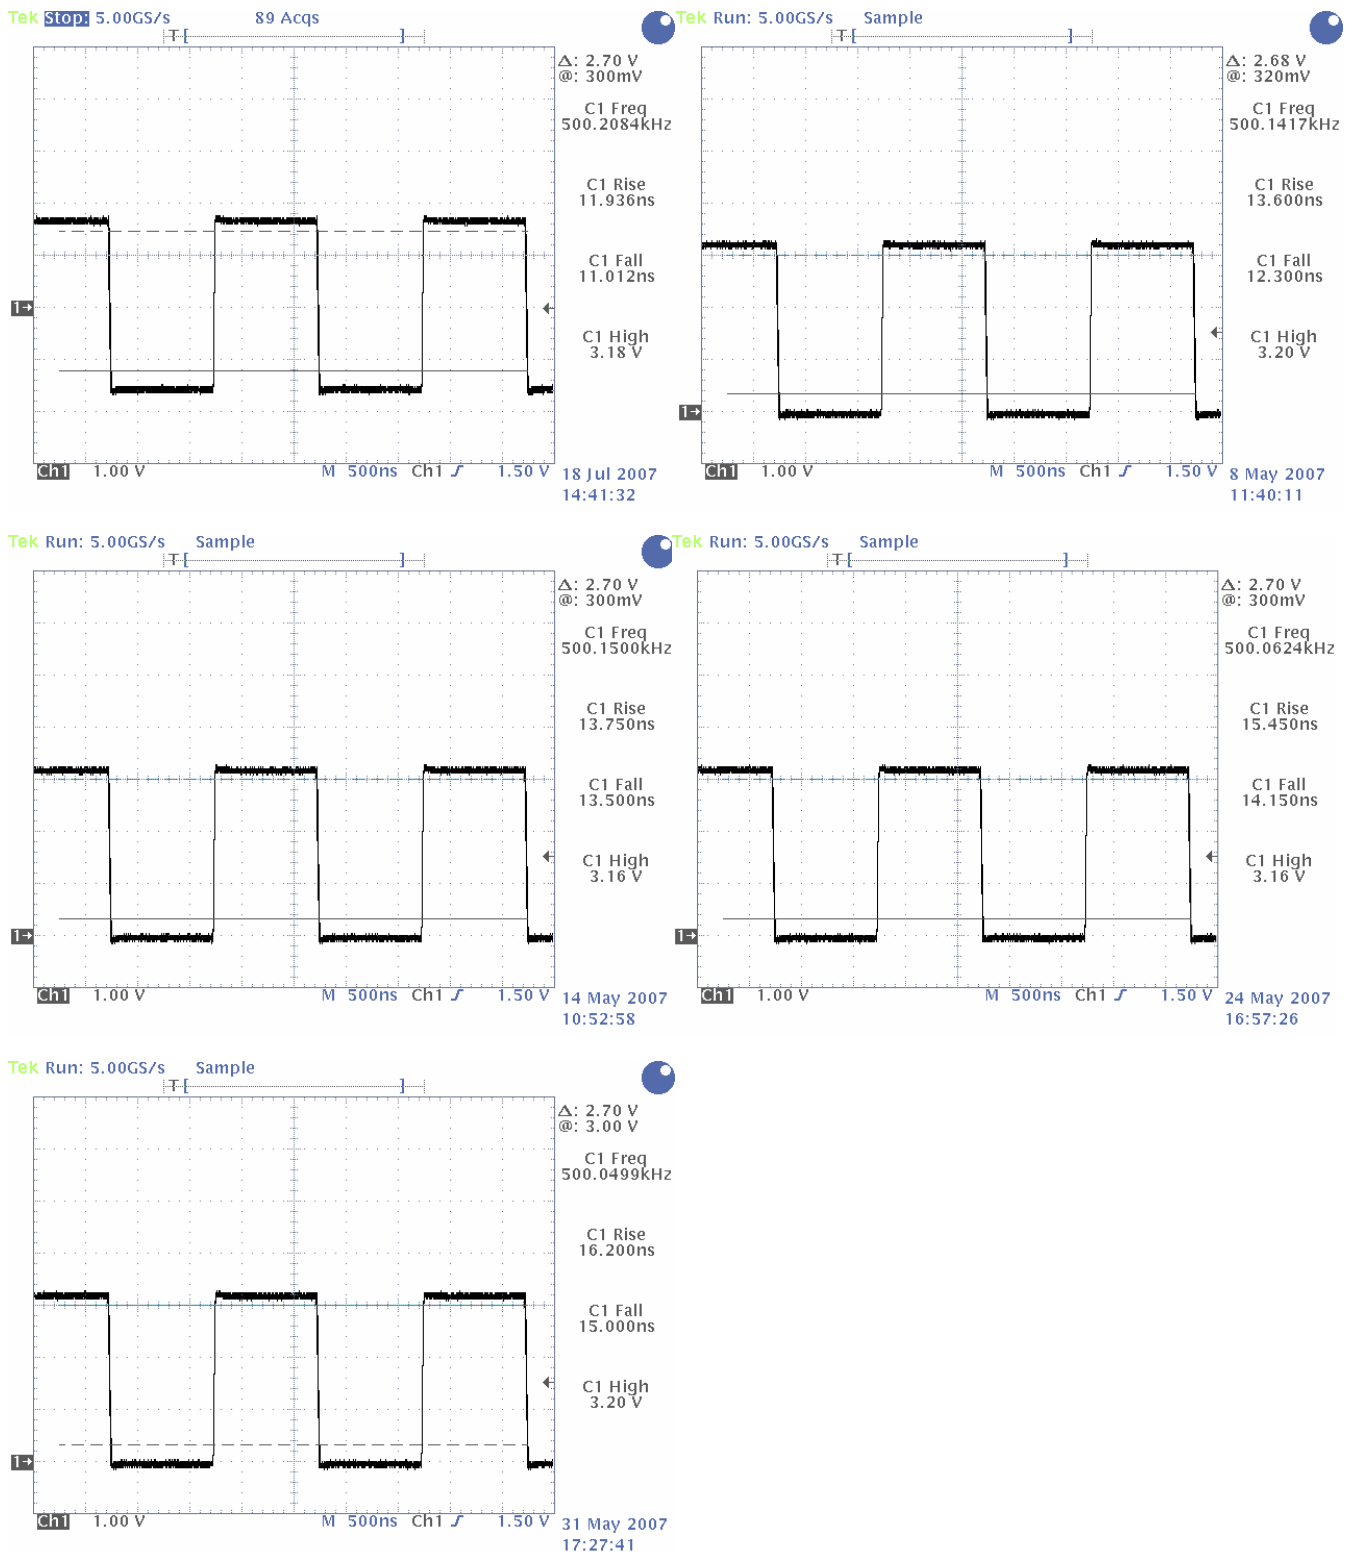 Tek Stop: 5.00GS/s 89 Acqs
T
Δ: 2.70 V
@: 300mV
C1 Freq
500.2084kHz
C1 Rise
11.936ns
C1 Fall
11.012ns
C1 High
3.18 V
1
Ch1 1.00 V M 500ns Ch1 1.50 V
18 Jul 2007
14:41:32
Tek Run: 5.00GS/s Sample
T
Δ: 2.68 V
@: 320mV
C1 Freq
500.1417kHz
C1 Rise
13.600ns
C1 Fall
12.300ns
C1 High
3.20 V
1
Ch1 1.00 V M 500ns Ch1 1.50 V
8 May 2007
11:40:11
Tek Run: 5.00GS/s Sample
T
Δ: 2.70 V
@: 300mV
C1 Freq
500.1500kHz
C1 Rise
13.750ns
C1 Fall
13.500ns
C1 High
3.16 V
1
Ch1 1.00 V M 500ns Ch1 1.50 V
14 May 2007
10:52:58
Tek Run: 5.00GS/s Sample
T
Δ: 2.70 V
@: 300mV
C1 Freq
500.0624kHz
C1 Rise
15.450ns
C1 Fall
14.150ns
C1 High
3.16 V
1
Ch1 1.00 V M 500ns Ch1 1.50 V
24 May 2007
16:57:26
Tek Run: 5.00GS/s Sample
T
Δ: 2.70 V
@: 3.00 V
C1 Freq
500.0499kHz
C1 Rise
16.200ns
C1 Fall
15.000ns
C1 High
3.20 V
1
Ch1 1.00 V M 500ns Ch1 1.50 V
31 May 2007
17:27:41